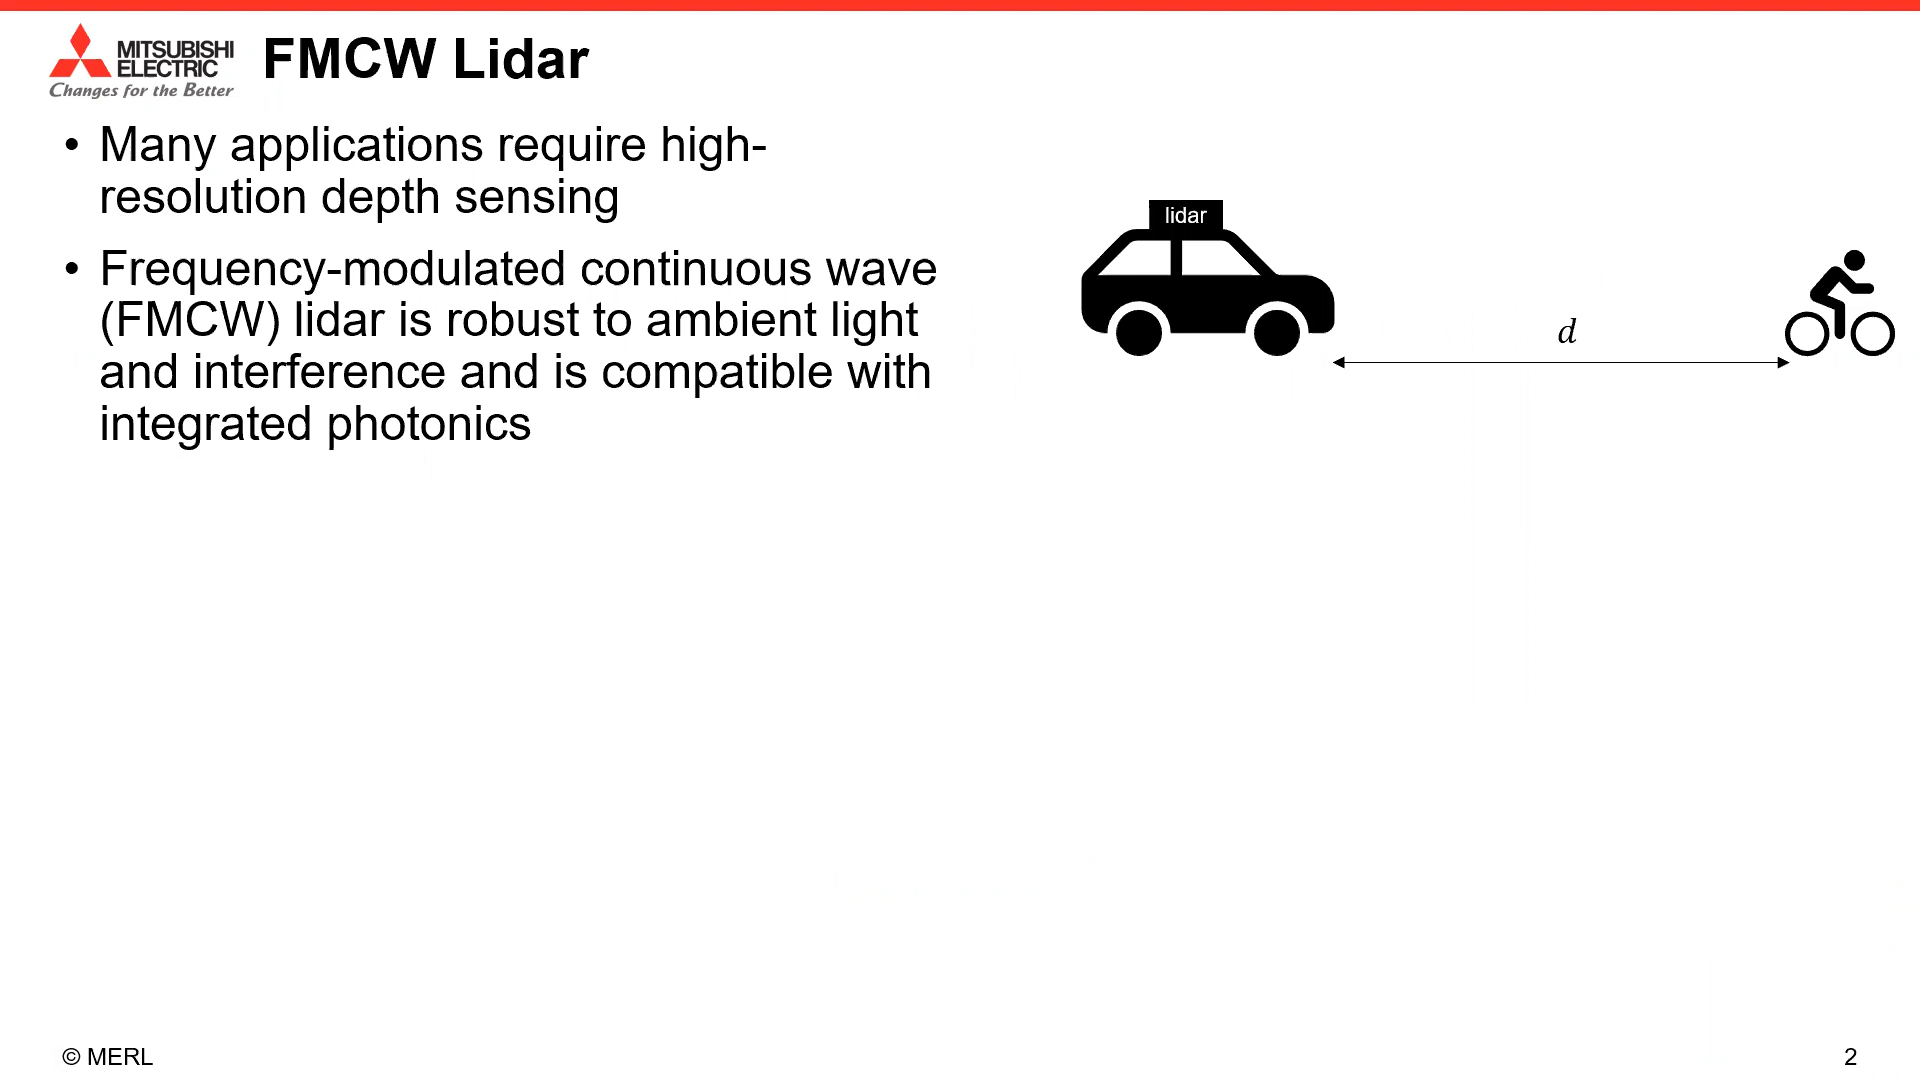 MITSUBISHI
ELECTRIC
Changes for the Better
FMCW Lidar
• Many applications require high-
resolution depth sensing
• Frequency-modulated continuous wave
(FMCW) lidar is robust to ambient light
and interference and is compatible with
integrated photonics
lidar
d
© MERL
2